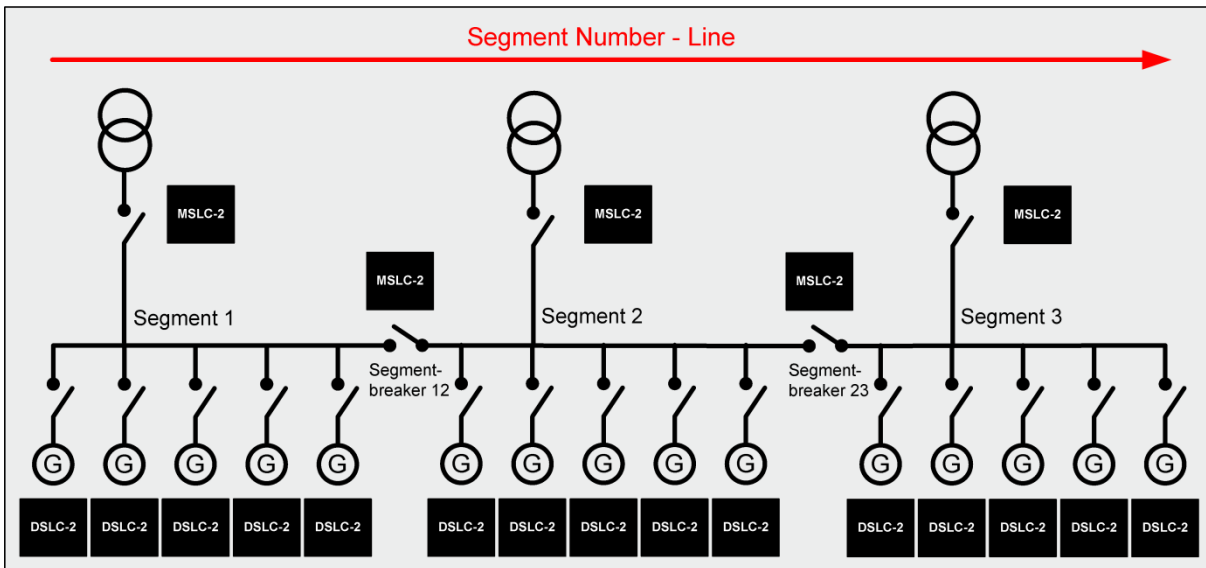 Segment Number - Line
MSLC-2
MSLC-2
MSLC-2
MSLC-2
MSLC-2
Segment 1
Segment 2
Segment 3
Segment-
breaker 12
Segment-
breaker 23
G G G G G G G G G G G G G G G
DSLC-2 DSLC-2 DSLC-2 DSLC-2 DSLC-2 DSLC-2 DSLC-2 DSLC-2 DSLC-2 DSLC-2 DSLC-2 DSLC-2 DSLC-2 DSLC-2 DSLC-2